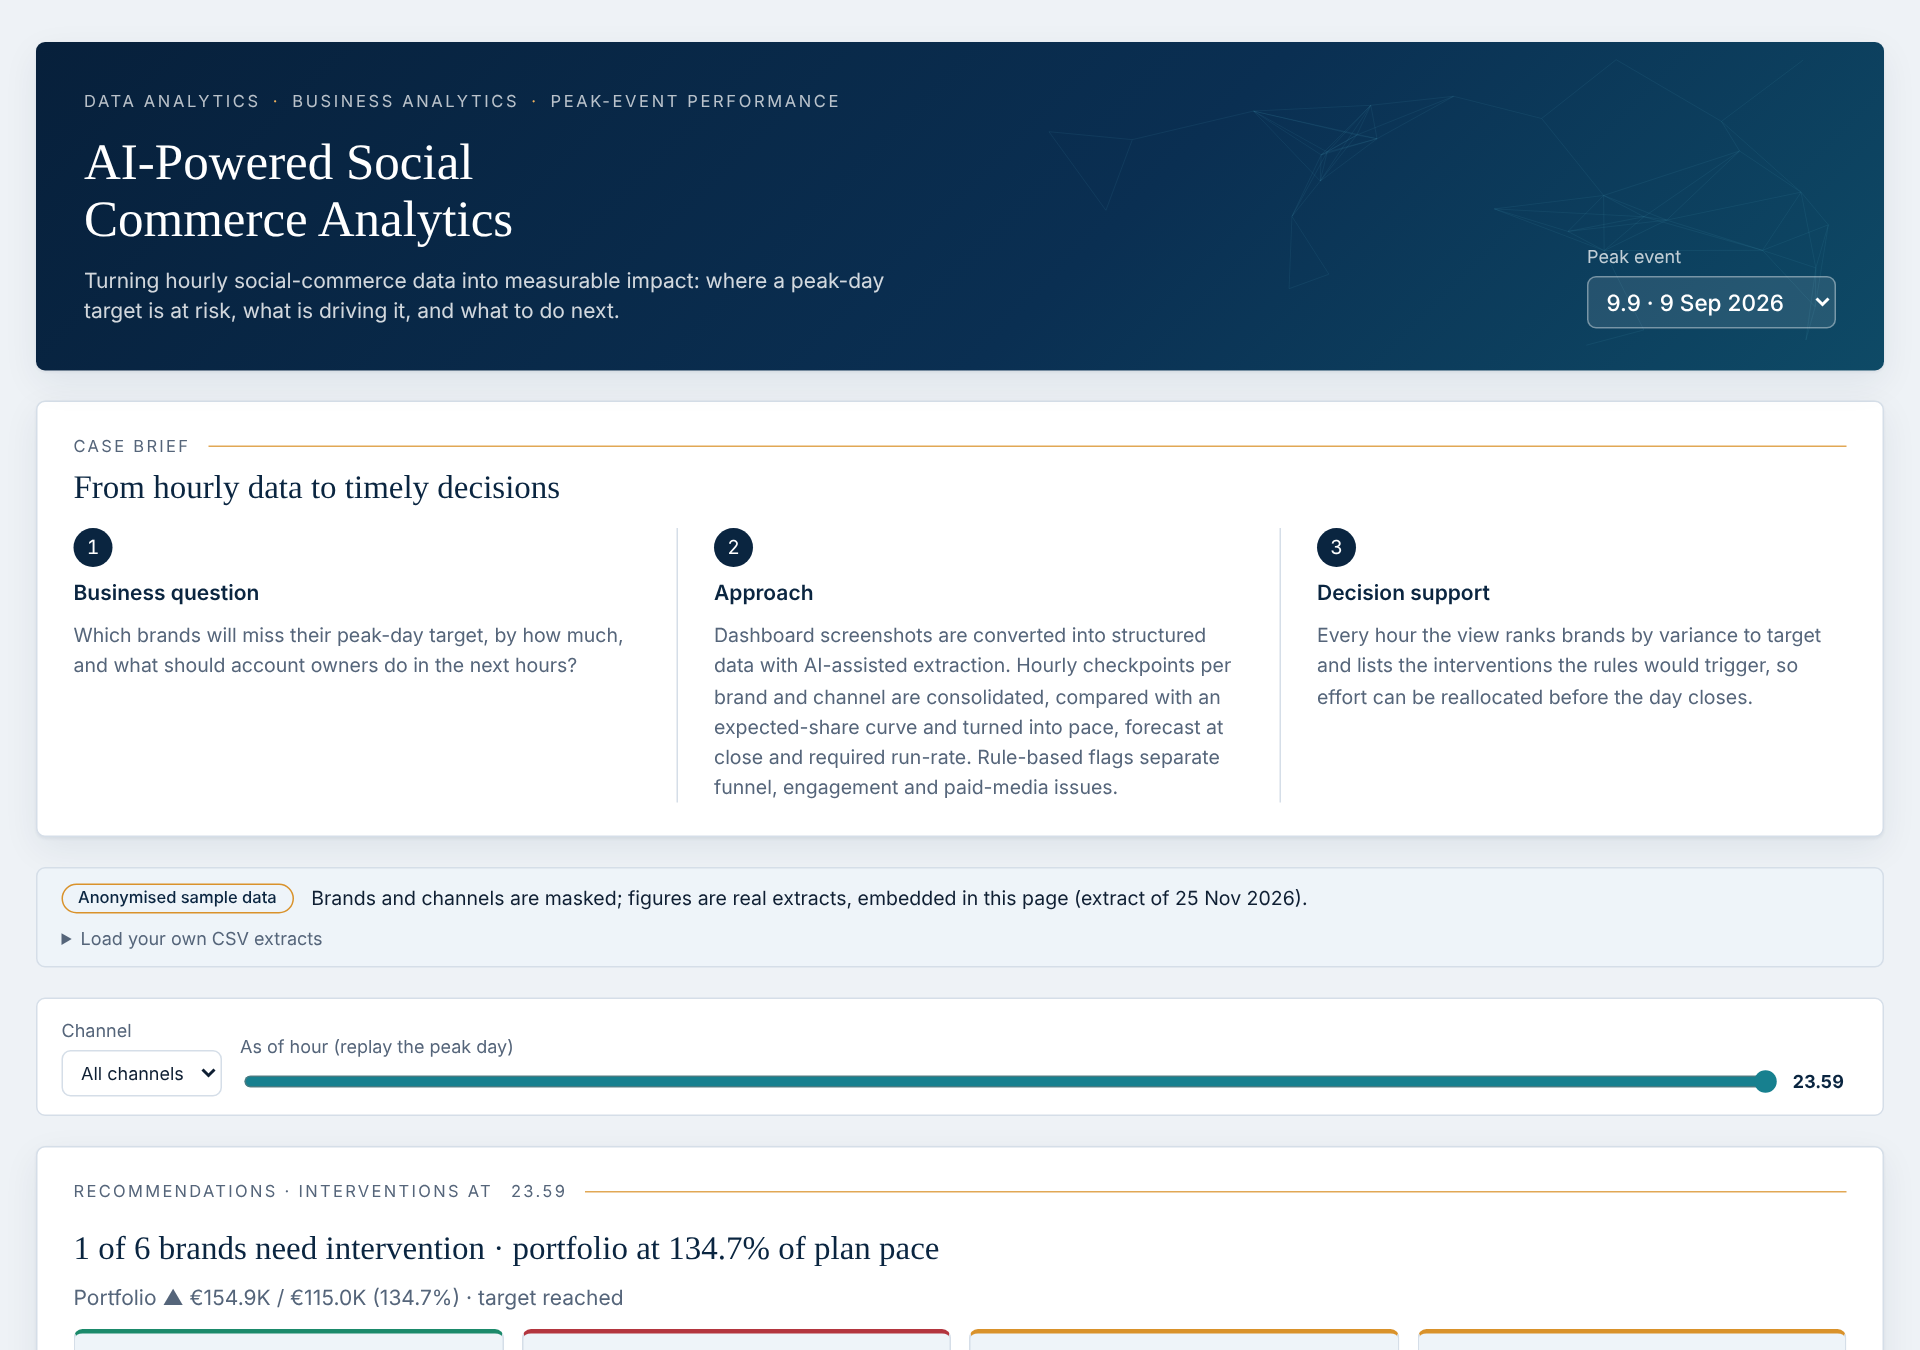 DATA ANALYTICS · BUSINESS ANALYTICS · PEAK-EVENT PERFORMANCE
AI-Powered Social
Commerce Analytics
Turning hourly social-commerce data into measurable impact: where a peak-day
target is at risk, what is driving it, and what to do next.
Peak event
9.9 · 9 Sep 2026
CASE BRIEF
From hourly data to timely decisions
1
Business question
Which brands will miss their peak-day target, by how much,
and what should account owners do in the next hours?
2
Approach
Dashboard screenshots are converted into structured
data with AI-assisted extraction. Hourly checkpoints per
brand and channel are consolidated, compared with an
expected-share curve and turned into pace, forecast at
close and required run-rate. Rule-based flags separate
funnel, engagement and paid-media issues.
3
Decision support
Every hour the view ranks brands by variance to target
and lists the interventions the rules would trigger, so
effort can be reallocated before the day closes.
Anonymised sample data Brands and channels are masked; figures are real extracts, embedded in this page (extract of 25 Nov 2026).
▶ Load your own CSV extracts
Channel
All channels
As of hour (replay the peak day)
23.59
RECOMMENDATIONS · INTERVENTIONS AT 23.59
1 of 6 brands need intervention · portfolio at 134.7% of plan pace
Portfolio ▲ €154.9K / €115.0K (134.7%) · target reached